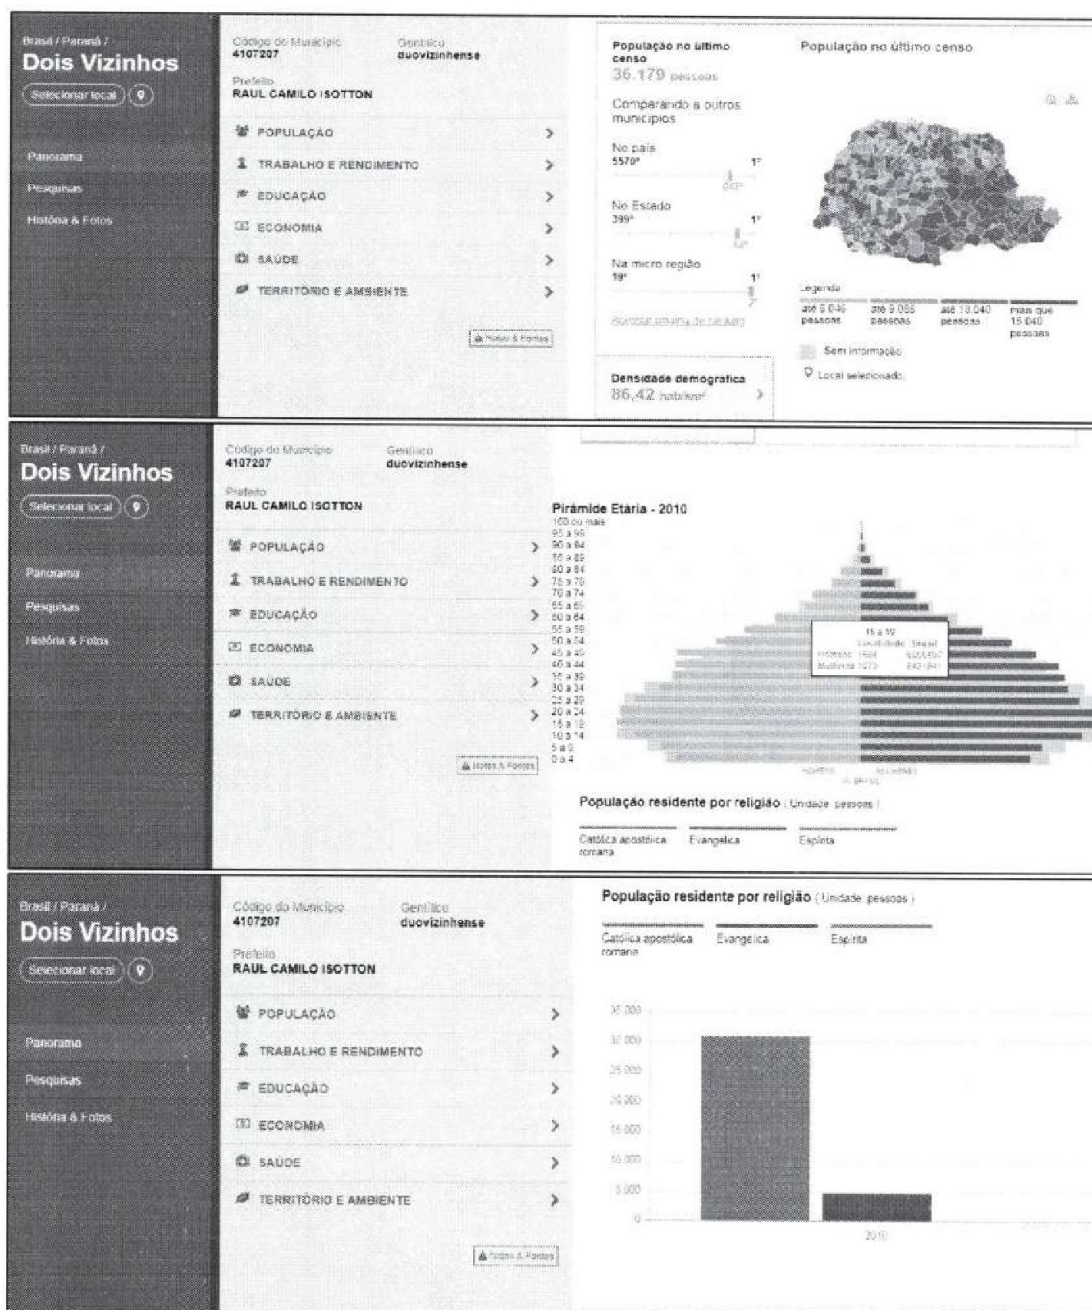 Brasil / Paraná /
Dois Vizinhos
Selecionar local
Panorama
Pesquisas
História & Fotos
Código do Município
4107207
Gentílico
duovizinhense
Prefeito
RAUL CAMILO ISOTTON
POPULAÇÃO
TRABALHO E RENDIMENTO
EDUCAÇÃO
ECONOMIA
SAÚDE
TERRITÓRIO E AMBIENTE
Notas & Fontes
População no último
censo
36.179 pessoas
Comparando a outros
municípios
No país
5570º 1º
No Estado
399º 1º
Na micro região
19º 1º
Densidade demográfica
86,42 hab/km²
População no último censo
Legenda
até
pessoas
até
pessoas
até
pessoas
mais que
pessoas
Sem informação
Local selecionado
Brasil / Paraná /
Dois Vizinhos
Selecionar local
Panorama
Pesquisas
História & Fotos
Código do Município
4107207
Gentílico
duovizinhense
Prefeito
RAUL CAMILO ISOTTON
POPULAÇÃO
TRABALHO E RENDIMENTO
EDUCAÇÃO
ECONOMIA
SAÚDE
TERRITÓRIO E AMBIENTE
Notas & Fontes
Pirâmide Etária - 2010
100 ou mais
95 a 99
90 a 94
85 a 89
80 a 84
75 a 79
70 a 74
65 a 69
60 a 64
55 a 59
50 a 54
45 a 49
40 a 44
35 a 39
30 a 34
25 a 29
20 a 24
15 a 19
10 a 14
5 a 9
0 a 4
15 a 19
Localidade Brasil
População residente por religião ( Unidade: pessoas )
Católica apostólica
romana
Evangélica
Espírita
Brasil / Paraná /
Dois Vizinhos
Selecionar local
Panorama
Pesquisas
História & Fotos
Código do Município
4107207
Gentílico
duovizinhense
Prefeito
RAUL CAMILO ISOTTON
POPULAÇÃO
TRABALHO E RENDIMENTO
EDUCAÇÃO
ECONOMIA
SAÚDE
TERRITÓRIO E AMBIENTE
Notas & Fontes
População residente por religião ( Unidade: pessoas )
Católica apostólica
romana
Evangélica
Espírita
35 000
30 000
25 000
20 000
15 000
10 000
5 000
0
2010